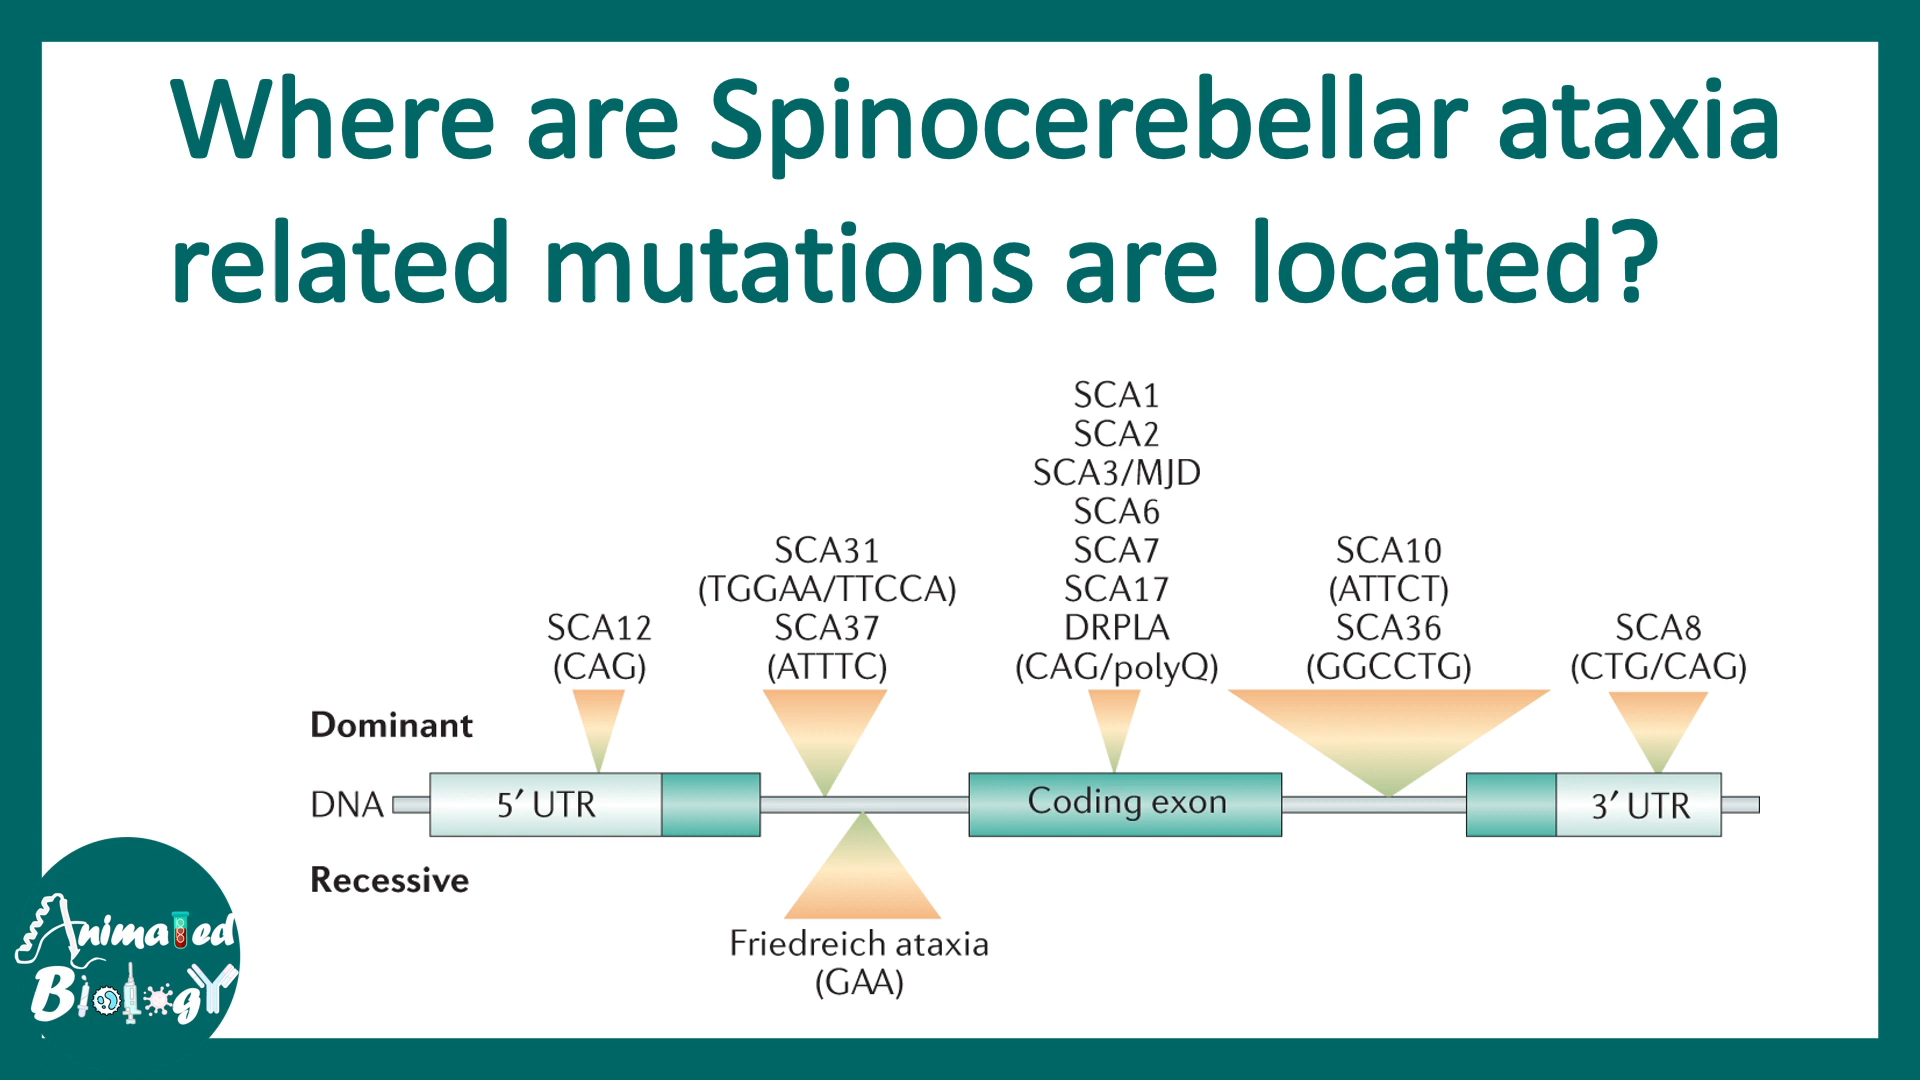 Where are Spinocerebellar ataxia
related mutations are located?
SCA12
(CAG)
SCA31
(TGGAA/TTCCA)
SCA37
(ATTTC)
SCA1
SCA2
SCA3/MJD
SCA6
SCA7
SCA17
DRPLA
(CAG/polyQ)
SCA10
(ATTCT)
SCA36
(GGCCTG)
SCA8
(CTG/CAG)
Dominant
DNA
5′ UTR
Coding exon
3′ UTR
Recessive
Friedreich ataxia
(GAA)
Animated
Biology